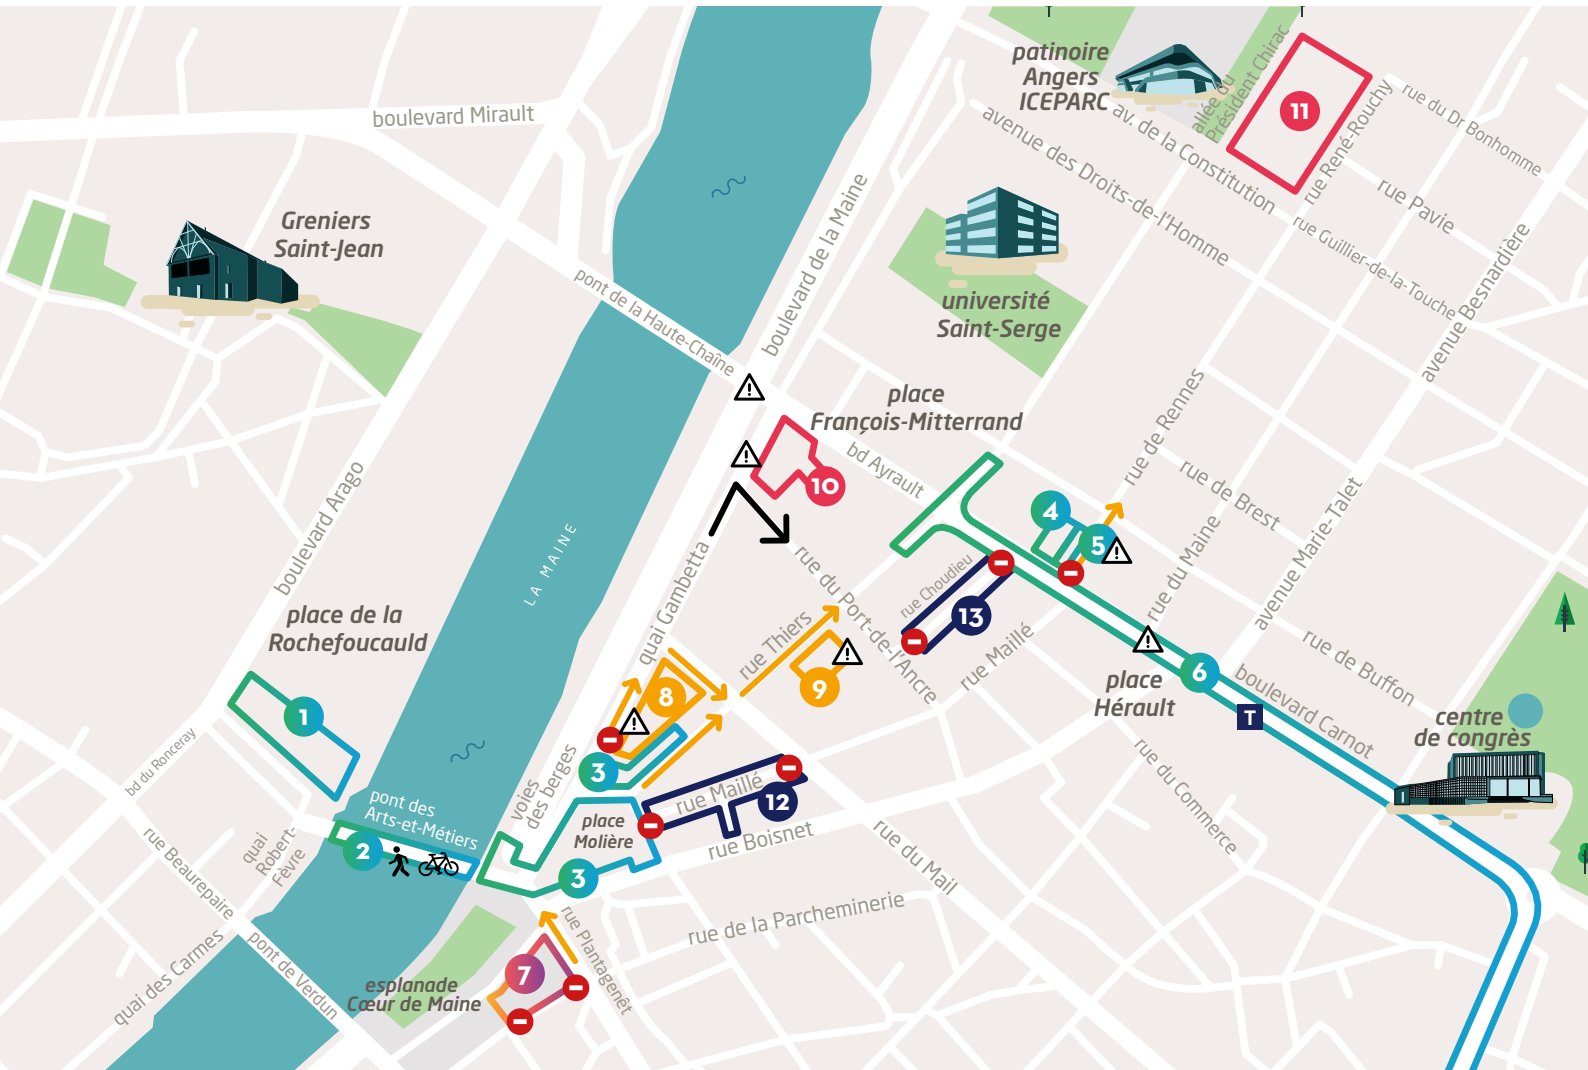 patinoire
Angers
ICEPARC
allée du
Président Chirac
11
rue du Dr Bonhomme
boulevard Mirault
av. de la Constitution
rue René-Rouchy
avenue des Droits-de-l'Homme
rue Pavie
Greniers
Saint-Jean
boulevard de la Maine
rue Guillier-de-la-Touche
avenue Besnardière
université
Saint-Serge
pont de la Haute-Chaîne
place
François-Mitterrand
rue de Rennes
bd Ayrault
10
boulevard Arago
rue de Brest
4
5
rue du Maine
avenue Marie-Talet
LA MAINE
quai Gambetta
rue du Port-de-l'Ancre
rue Choudieu
13
place de la
Rochefoucauld
rue Thiers
rue Maillé
9
8
6
place
Hérault
rue de Buffon
boulevard Carnot
T
centre
de congrès
1
bd du Ronceray
3
voies
des berges
rue Maillé
12
rue du Commerce
pont des
Arts-et-Métiers
place
Molière
rue Boisnet
2
quai
Robert-
Fèvre
rue Beaurepaire
3
rue du Mail
rue de la Parcheminerie
rue Plantagenêt
quai des Carmes
pont de Verdun
7
esplanade
Cœur de Maine